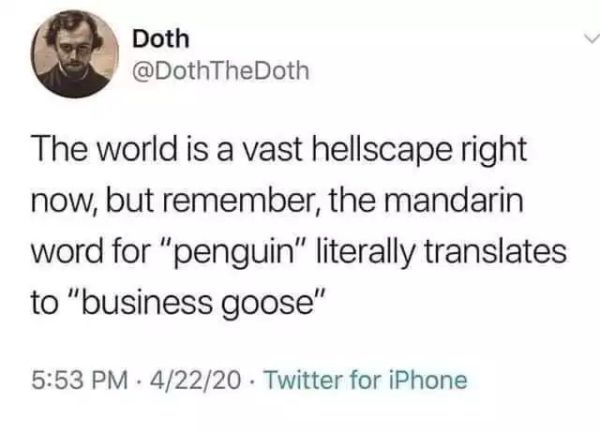 Doth
@DothTheDoth
The world is a vast hellscape right
now, but remember, the mandarin
word for "penguin" literally translates
to "business goose"
5:53 PM · 4/22/20 · Twitter for iPhone